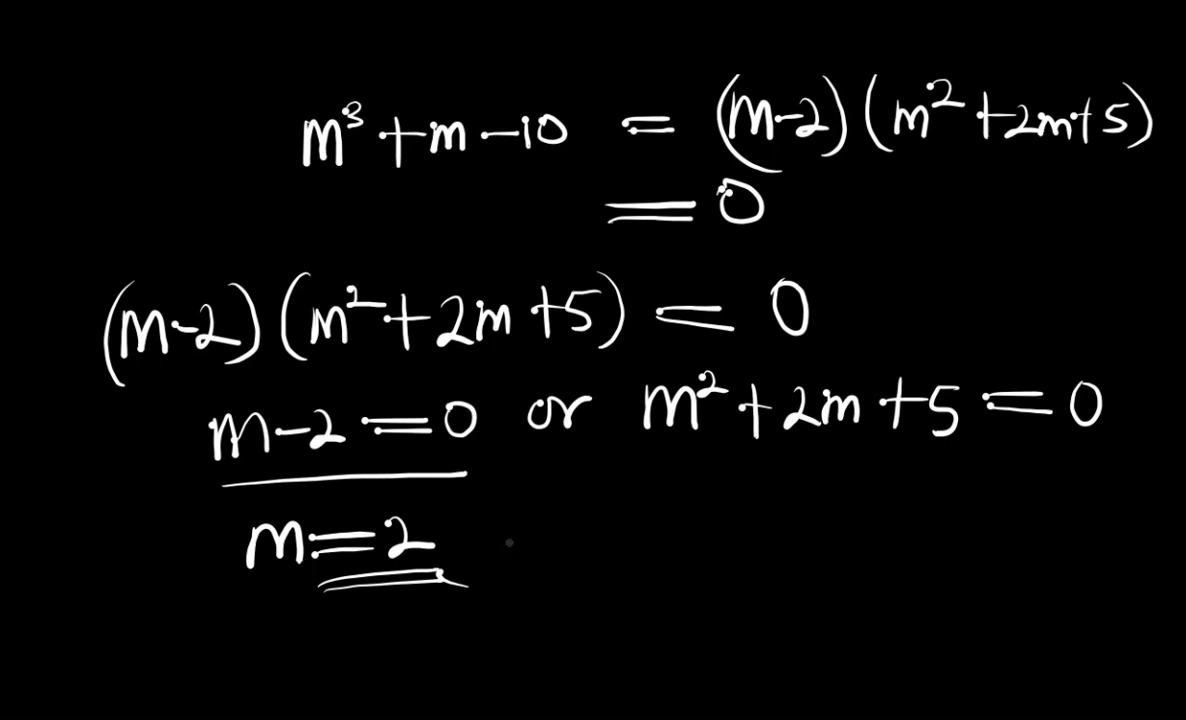 m³ + m - 10 = (m-2)(m² + 2m + 5)
= 0
(m-2)(m² + 2m + 5) = 0
m - 2 = 0 or m² + 2m + 5 = 0
m = 2